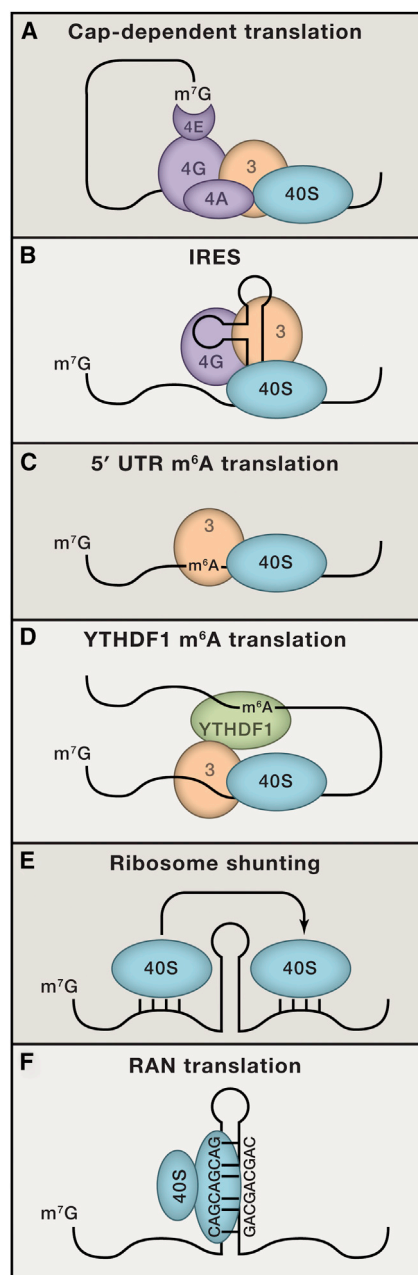 A Cap-dependent translation
m⁷G
4E
4G
3
4A
40S
B IRES
m⁷G
4G
3
40S
C 5′ UTR m⁶A translation
m⁷G
3
m⁶A
40S
D YTHDF1 m⁶A translation
m⁶A
YTHDF1
m⁷G
3
40S
E Ribosome shunting
40S
40S
m⁷G
F RAN translation
40S
CAGCAGCAG
GACGACGAC
m⁷G